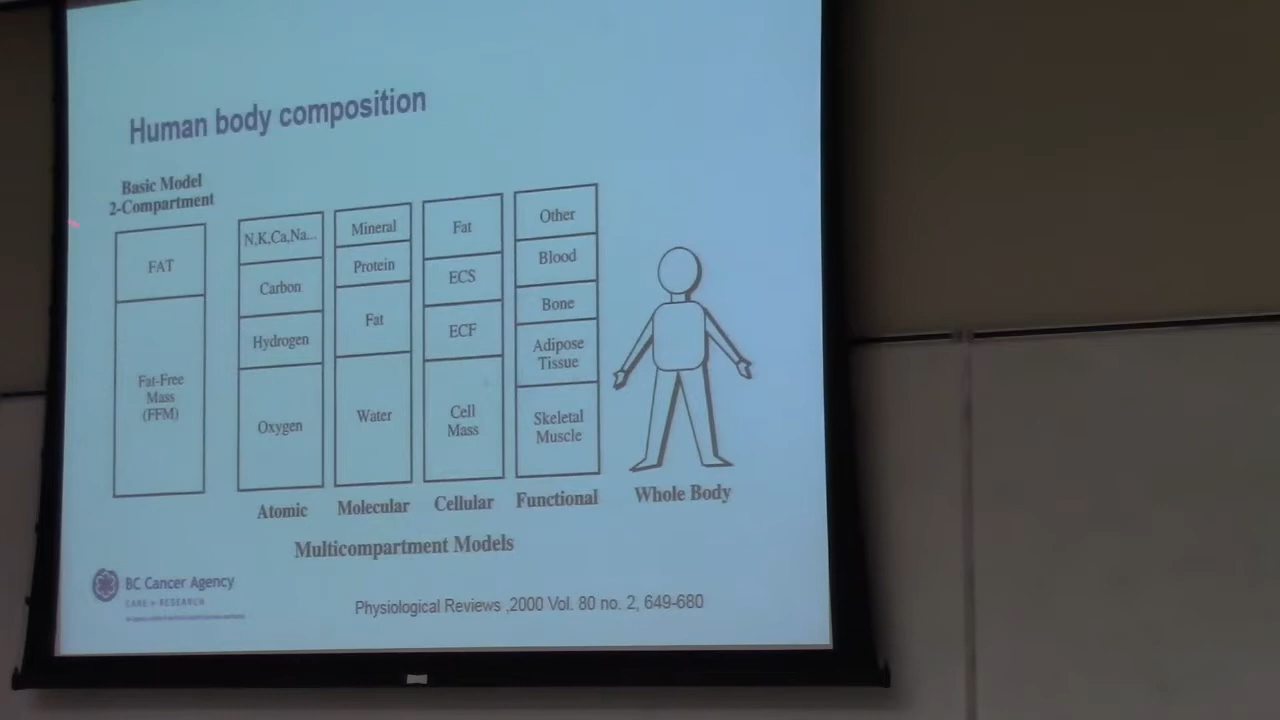 Human body composition
Basic Model
2-Compartment
FAT
Fat-Free
Mass
(FFM)
N,K,Ca,Na...
Carbon
Hydrogen
Oxygen
Atomic
Mineral
Protein
Fat
Water
Molecular
Fat
ECS
ECF
Cell
Mass
Cellular
Other
Blood
Bone
Adipose
Tissue
Skeletal
Muscle
Functional
Whole Body
Multicompartment Models
BC Cancer Agency
CARE + RESEARCH
Physiological Reviews ,2000 Vol. 80 no. 2, 649-680